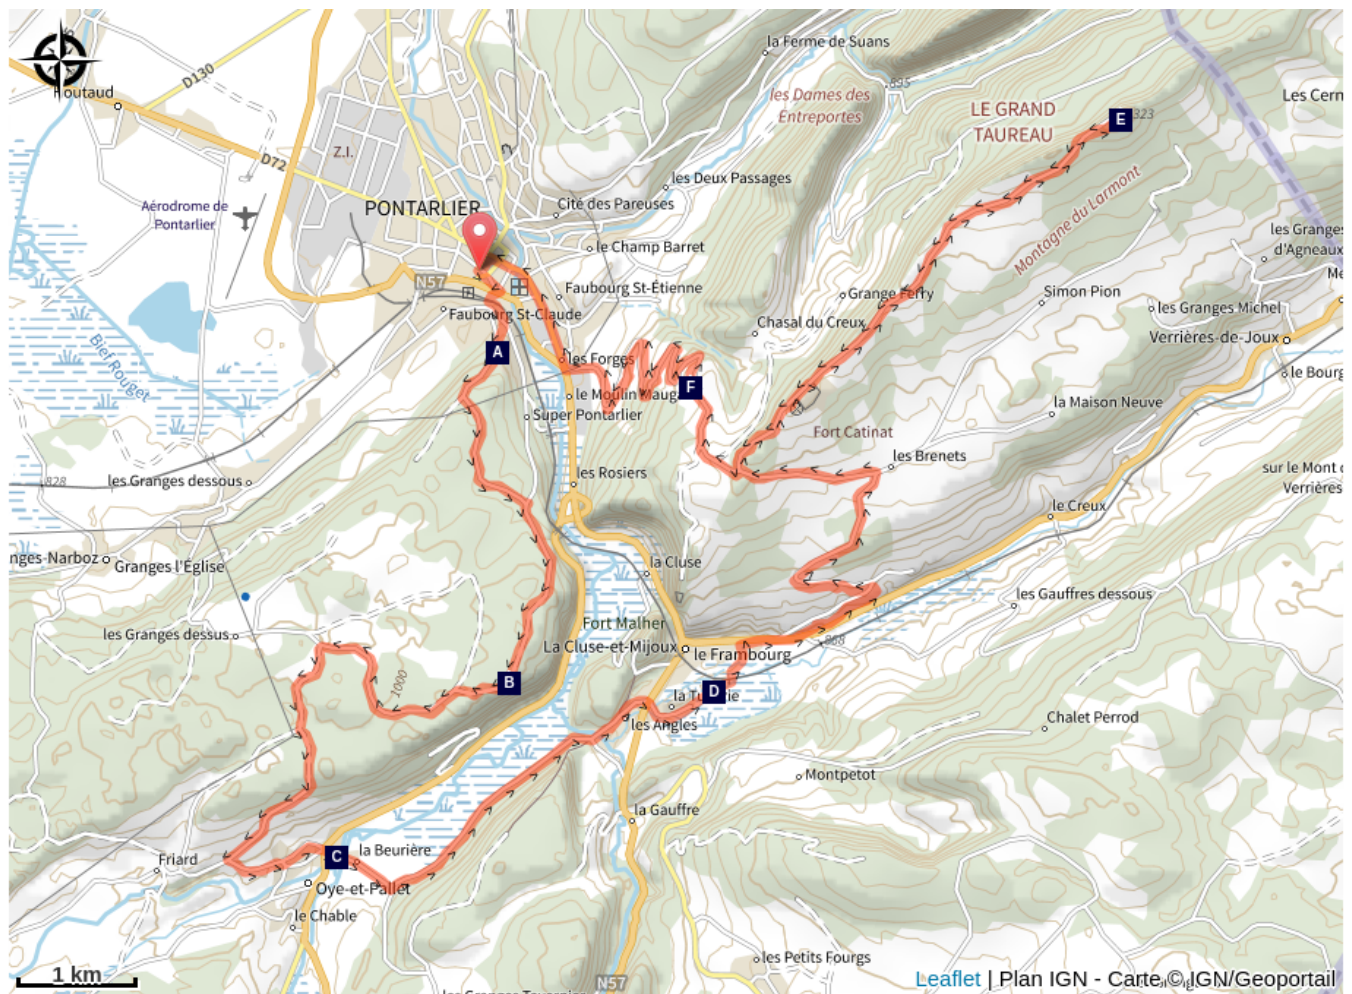 la Ferme de Suans
D130
895
les Dames des
Entreportes
LE GRAND
TAUREAU
Les Cern
Houtaud
E
323
Z.I.
D72
les Deux Passages
Aérodrome de
Pontarlier
PONTARLIER
Cité des Pareuses
Montagne du Larmont
le Champ Barret
les Granges
d'Agneaux
N57
Faubourg St-Étienne
Grange Ferry
Simon Pion
les Granges Michel
Faubourg St-Claude
Chasal du Creux
Verrières-de-Joux
A
les Forges
Bief Rouget
le Bourg
F
le Moulin Mauga
Super Pontarlier
la Maison Neuve
Fort Catinat
les Brenets
les Rosiers
sur le Mont d
Verrières
828
les Granges dessous
le Creux
nges-Narboz
Granges l'Église
la Cluse
les Gauffres dessous
Fort Malher
les Granges dessus
La Cluse-et-Mijoux
le Frambourg
868
B
1000
D
les Angles
Chalet Perrod
Montpetot
la Gauffre
C
la Beurière
Friard
Oye-et-Pallet
le Chable
les Petits Fourgs
1 km
N57
Leaflet | Plan IGN - Carte © IGN/Geoportail